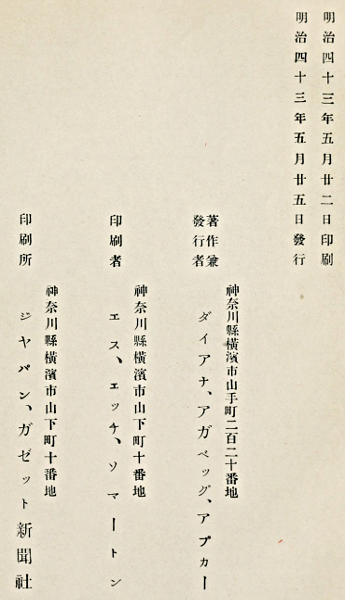 明治四十三年五月廿二日印刷
明治四十三年五月廿五日發行
神奈川縣橫濱市山手町二百二十番地
著作兼
發行者
ダイアナ、アガベッグ、アプカー
神奈川縣橫濱市山下町十番地
印刷者
エス、エッチ、ソマートン
神奈川縣橫濱市山下町十番地
印刷所
ジヤパン、ガゼット新聞社